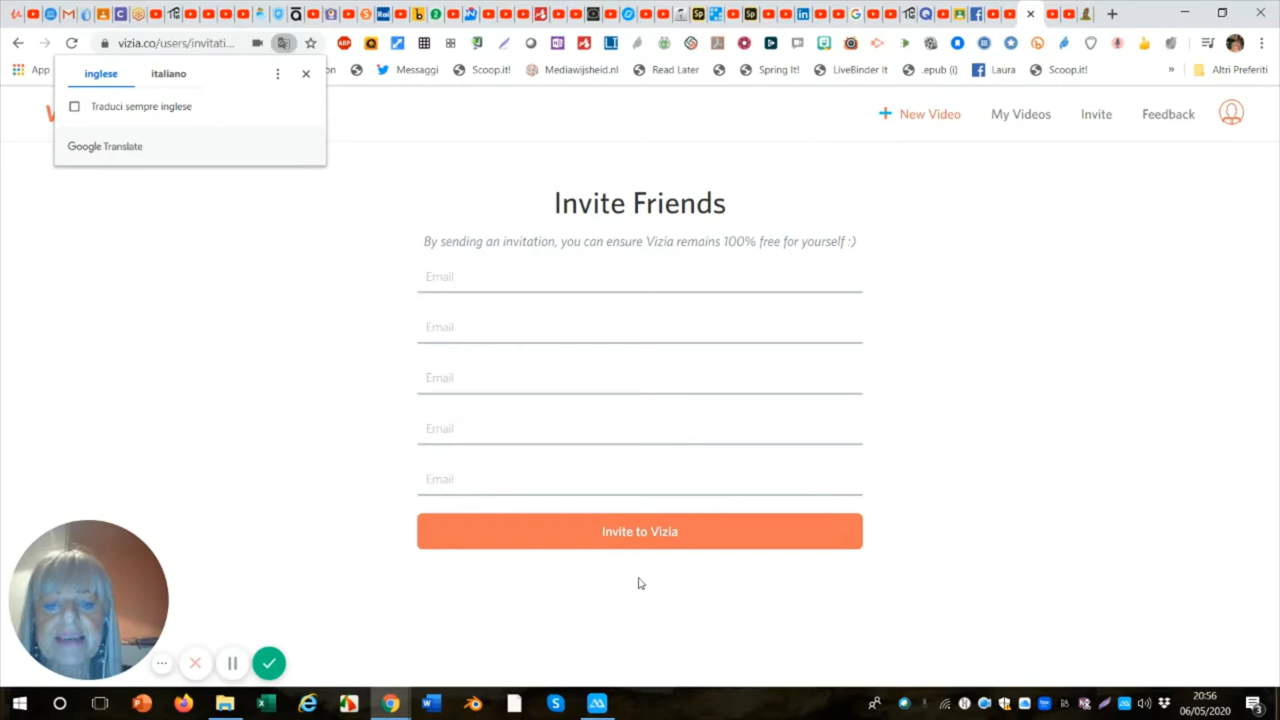 vizia.co/users/invitati...
App
Messaggi
Scoop.it!
Mediawijsheid.nl
Read Later
Spring It!
LiveBinder It
.epub (i)
Laura
Scoop.it!
»
Altri Preferiti
inglese
italiano
Traduci sempre inglese
Google Translate
+ New Video
My Videos
Invite
Feedback
Invite Friends
By sending an invitation, you can ensure Vizia remains 100% free for yourself :)
Email
Email
Email
Email
Email
Invite to Vizia
20:56
06/05/2020
3